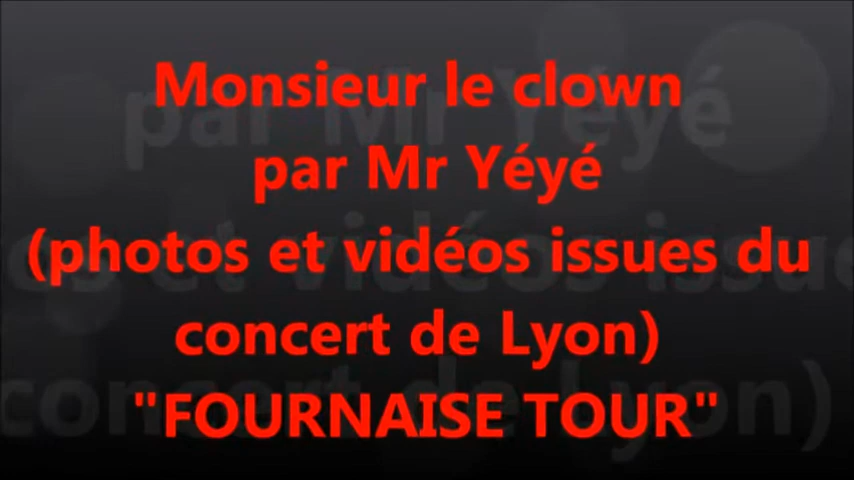 Monsieur le clown
par Mr Yéyé
(photos et vidéos issues du
concert de Lyon)
"FOURNAISE TOUR"